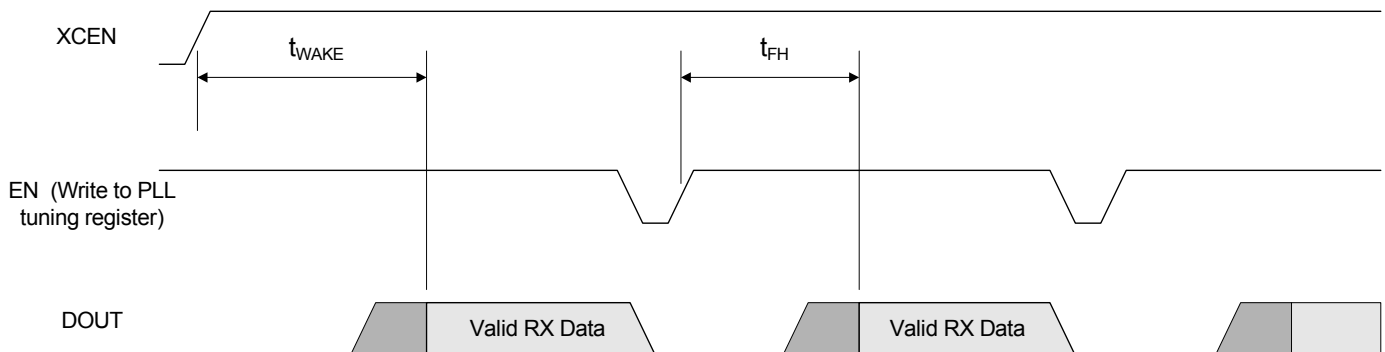 XCEN
tWAKE
tFH
EN (Write to PLL
tuning register)
DOUT
Valid RX Data
Valid RX Data